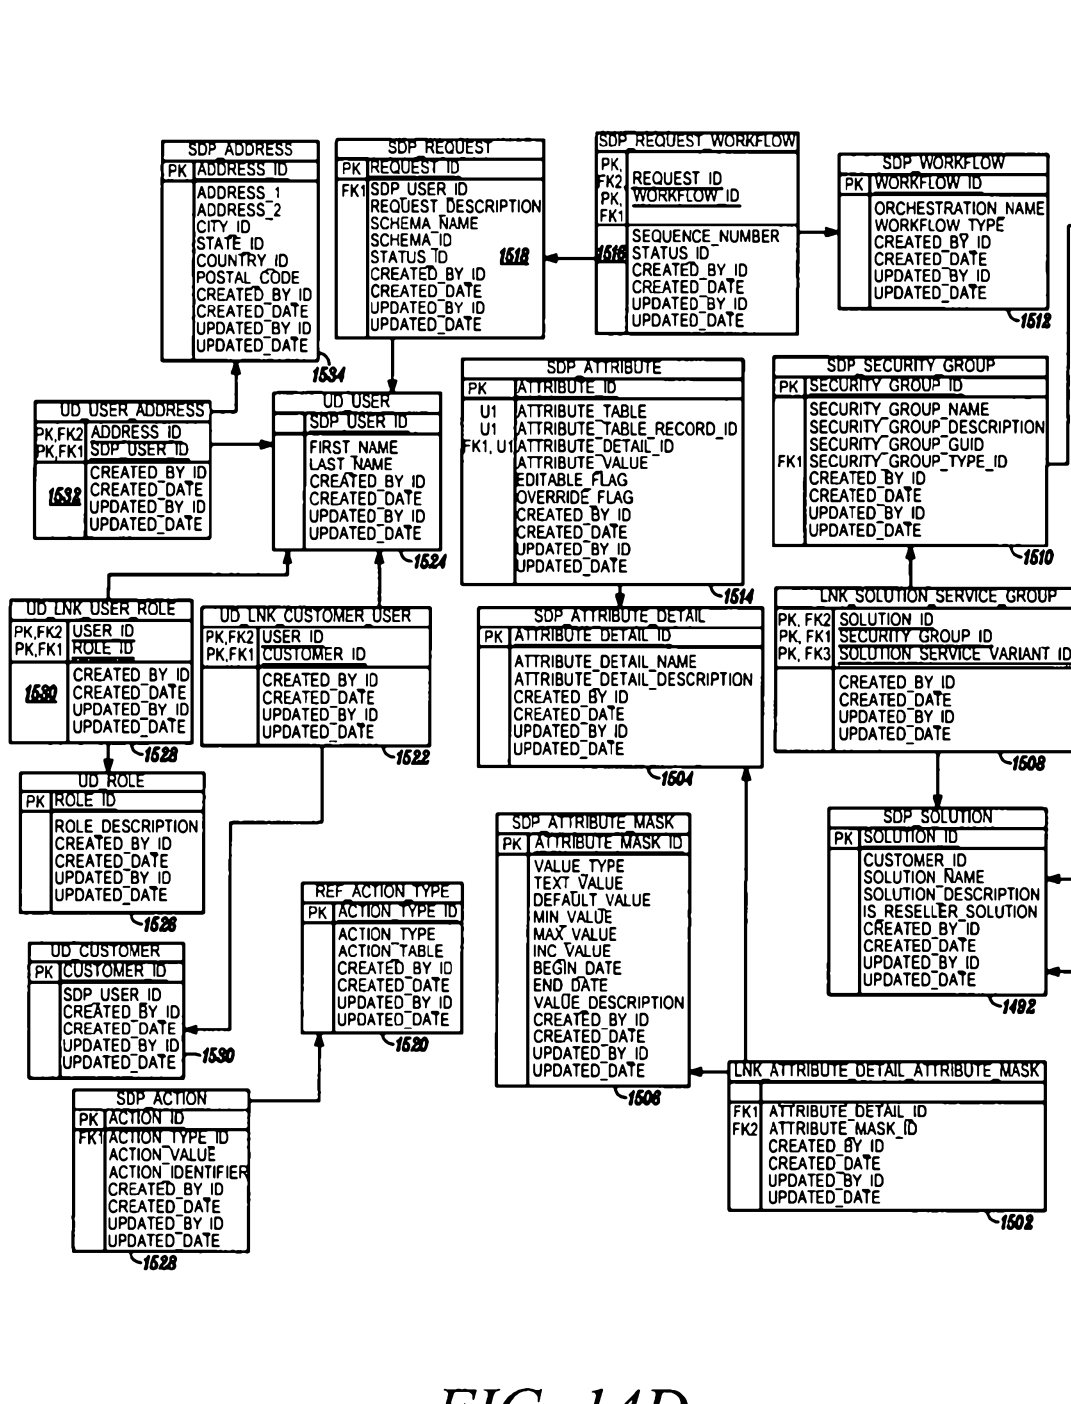 SDP_ADDRESS
PK ADDRESS_ID
ADDRESS_1
ADDRESS_2
CITY_ID
STATE_ID
COUNTRY_ID
POSTAL_CODE
CREATED_BY_ID
CREATED_DATE
UPDATED_BY_ID
UPDATED_DATE
1534
SDP_REQUEST
PK REQUEST_ID
FK1 SDP_USER_ID
REQUEST_DESCRIPTION
SCHEMA_NAME
SCHEMA_ID
STATUS_ID
CREATED_BY_ID
CREATED_DATE
UPDATED_BY_ID
UPDATED_DATE
1518
SDP_REQUEST_WORKFLOW
PK,
FK2 REQUEST_ID
PK, WORKFLOW_ID
FK1
SEQUENCE_NUMBER
1516 STATUS_ID
CREATED_BY_ID
CREATED_DATE
UPDATED_BY_ID
UPDATED_DATE
SDP_WORKFLOW
PK WORKFLOW_ID
ORCHESTRATION_NAME
WORKFLOW_TYPE
CREATED_BY_ID
CREATED_DATE
UPDATED_BY_ID
UPDATED_DATE
1512
UD_USER_ADDRESS
PK,FK2 ADDRESS_ID
PK,FK1 SDP_USER_ID
CREATED_BY_ID
1532 CREATED_DATE
UPDATED_BY_ID
UPDATED_DATE
UD_USER
SDP_USER_ID
FIRST_NAME
LAST_NAME
CREATED_BY_ID
CREATED_DATE
UPDATED_BY_ID
UPDATED_DATE
1524
SDP_ATTRIBUTE
PK ATTRIBUTE_ID
U1 ATTRIBUTE_TABLE
U1 ATTRIBUTE_TABLE_RECORD_ID
FK1, U1 ATTRIBUTE_DETAIL_ID
ATTRIBUTE_VALUE
EDITABLE_FLAG
OVERRIDE_FLAG
CREATED_BY_ID
CREATED_DATE
UPDATED_BY_ID
UPDATED_DATE
1514
SDP_SECURITY_GROUP
PK SECURITY_GROUP_ID
SECURITY_GROUP_NAME
SECURITY_GROUP_DESCRIPTION
SECURITY_GROUP_GUID
FK1 SECURITY_GROUP_TYPE_ID
CREATED_BY_ID
CREATED_DATE
UPDATED_BY_ID
UPDATED_DATE
1510
UD_LNK_USER_ROLE
PK,FK2 USER_ID
PK,FK1 ROLE_ID
CREATED_BY_ID
1530 CREATED_DATE
UPDATED_BY_ID
UPDATED_DATE
1528
UD_LNK_CUSTOMER_USER
PK,FK2 USER_ID
PK,FK1 CUSTOMER_ID
CREATED_BY_ID
CREATED_DATE
UPDATED_BY_ID
UPDATED_DATE
1522
SDP_ATTRIBUTE_DETAIL
PK ATTRIBUTE_DETAIL_ID
ATTRIBUTE_DETAIL_NAME
ATTRIBUTE_DETAIL_DESCRIPTION
CREATED_BY_ID
CREATED_DATE
UPDATED_BY_ID
UPDATED_DATE
1504
LNK_SOLUTION_SERVICE_GROUP
PK, FK2 SOLUTION_ID
PK, FK1 SECURITY_GROUP_ID
PK, FK3 SOLUTION_SERVICE_VARIANT_ID
CREATED_BY_ID
CREATED_DATE
UPDATED_BY_ID
UPDATED_DATE
1508
UD_ROLE
PK ROLE_ID
ROLE_DESCRIPTION
CREATED_BY_ID
CREATED_DATE
UPDATED_BY_ID
UPDATED_DATE
1526
SDP_ATTRIBUTE_MASK
PK ATTRIBUTE_MASK_ID
VALUE_TYPE
TEXT_VALUE
DEFAULT_VALUE
MIN_VALUE
MAX_VALUE
INC_VALUE
BEGIN_DATE
END_DATE
VALUE_DESCRIPTION
CREATED_BY_ID
CREATED_DATE
UPDATED_BY_ID
UPDATED_DATE
1506
SDP_SOLUTION
PK SOLUTION_ID
CUSTOMER_ID
SOLUTION_NAME
SOLUTION_DESCRIPTION
IS_RESELLER_SOLUTION
CREATED_BY_ID
CREATED_DATE
UPDATED_BY_ID
UPDATED_DATE
1492
REF_ACTION_TYPE
PK ACTION_TYPE_ID
ACTION_TYPE
ACTION_TABLE
CREATED_BY_ID
CREATED_DATE
UPDATED_BY_ID
UPDATED_DATE
1520
UD_CUSTOMER
PK CUSTOMER_ID
SDP_USER_ID
CREATED_BY_ID
CREATED_DATE
UPDATED_BY_ID
UPDATED_DATE
1530
SDP_ACTION
PK ACTION_ID
FK1 ACTION_TYPE_ID
ACTION_VALUE
ACTION_IDENTIFIER
CREATED_BY_ID
CREATED_DATE
UPDATED_BY_ID
UPDATED_DATE
1528
LNK_ATTRIBUTE_DETAIL_ATTRIBUTE_MASK
FK1 ATTRIBUTE_DETAIL_ID
FK2 ATTRIBUTE_MASK_ID
CREATED_BY_ID
CREATED_DATE
UPDATED_BY_ID
UPDATED_DATE
1502
FIG. 14D